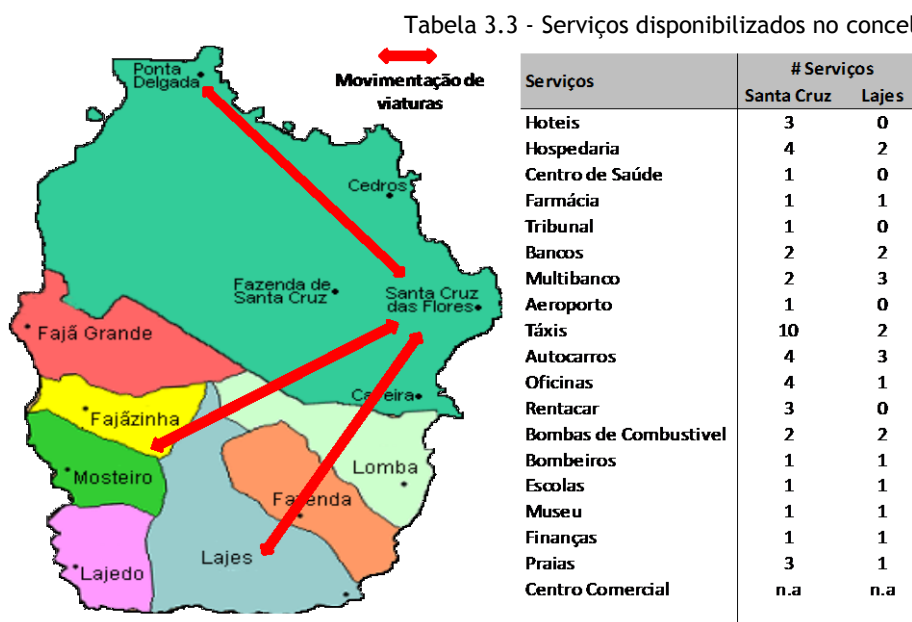 Tabela 3.3 - Serviços disponibilizados no concel
Movimentação de
viaturas
Ponta
Delgada
Cedros
Fazenda de
Santa Cruz
Santa Cruz
das Flores
Fajã Grande
Caveira
Fajãzinha
Lomba
Mosteiro
Fazenda
Lajes
Lajedo
Serviços # Serviços
Santa Cruz Lajes
Hoteis 3 0
Hospedaria 4 2
Centro de Saúde 1 0
Farmácia 1 1
Tribunal 1 0
Bancos 2 2
Multibanco 2 3
Aeroporto 1 0
Táxis 10 2
Autocarros 4 3
Oficinas 4 1
Rentacar 3 0
Bombas de Combustivel 2 2
Bombeiros 1 1
Escolas 1 1
Museu 1 1
Finanças 1 1
Praias 3 1
Centro Comercial n.a n.a